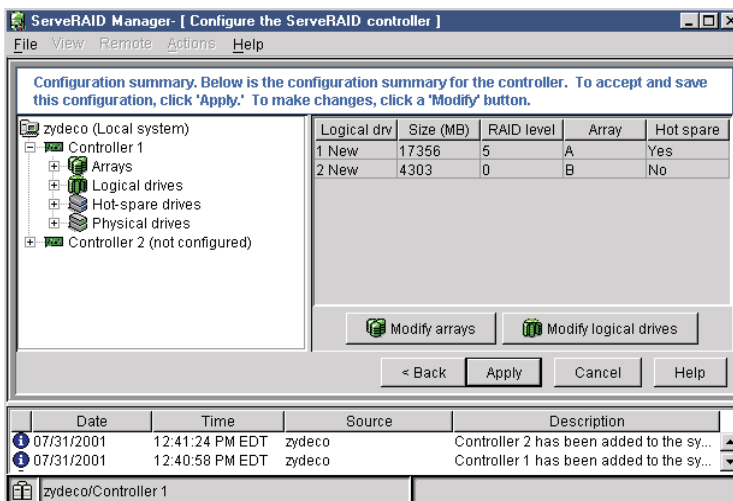 ServeRAID Manager- [ Configure the ServeRAID controller ]
File View Remote Actions Help
Configuration summary. Below is the configuration summary for the controller. To accept and save
this configuration, click 'Apply.' To make changes, click a 'Modify' button.
zydeco (Local system)
Controller 1
Arrays
Logical drives
Hot-spare drives
Physical drives
Controller 2 (not configured)
Logical drv Size (MB) RAID level Array Hot spare
1 New 17356 5 A Yes
2 New 4303 0 B No
Modify arrays Modify logical drives
< Back Apply Cancel Help
Date Time Source Description
07/31/2001 12:41:24 PM EDT zydeco Controller 2 has been added to the sy...
07/31/2001 12:40:58 PM EDT zydeco Controller 1 has been added to the sy...
zydeco/Controller 1